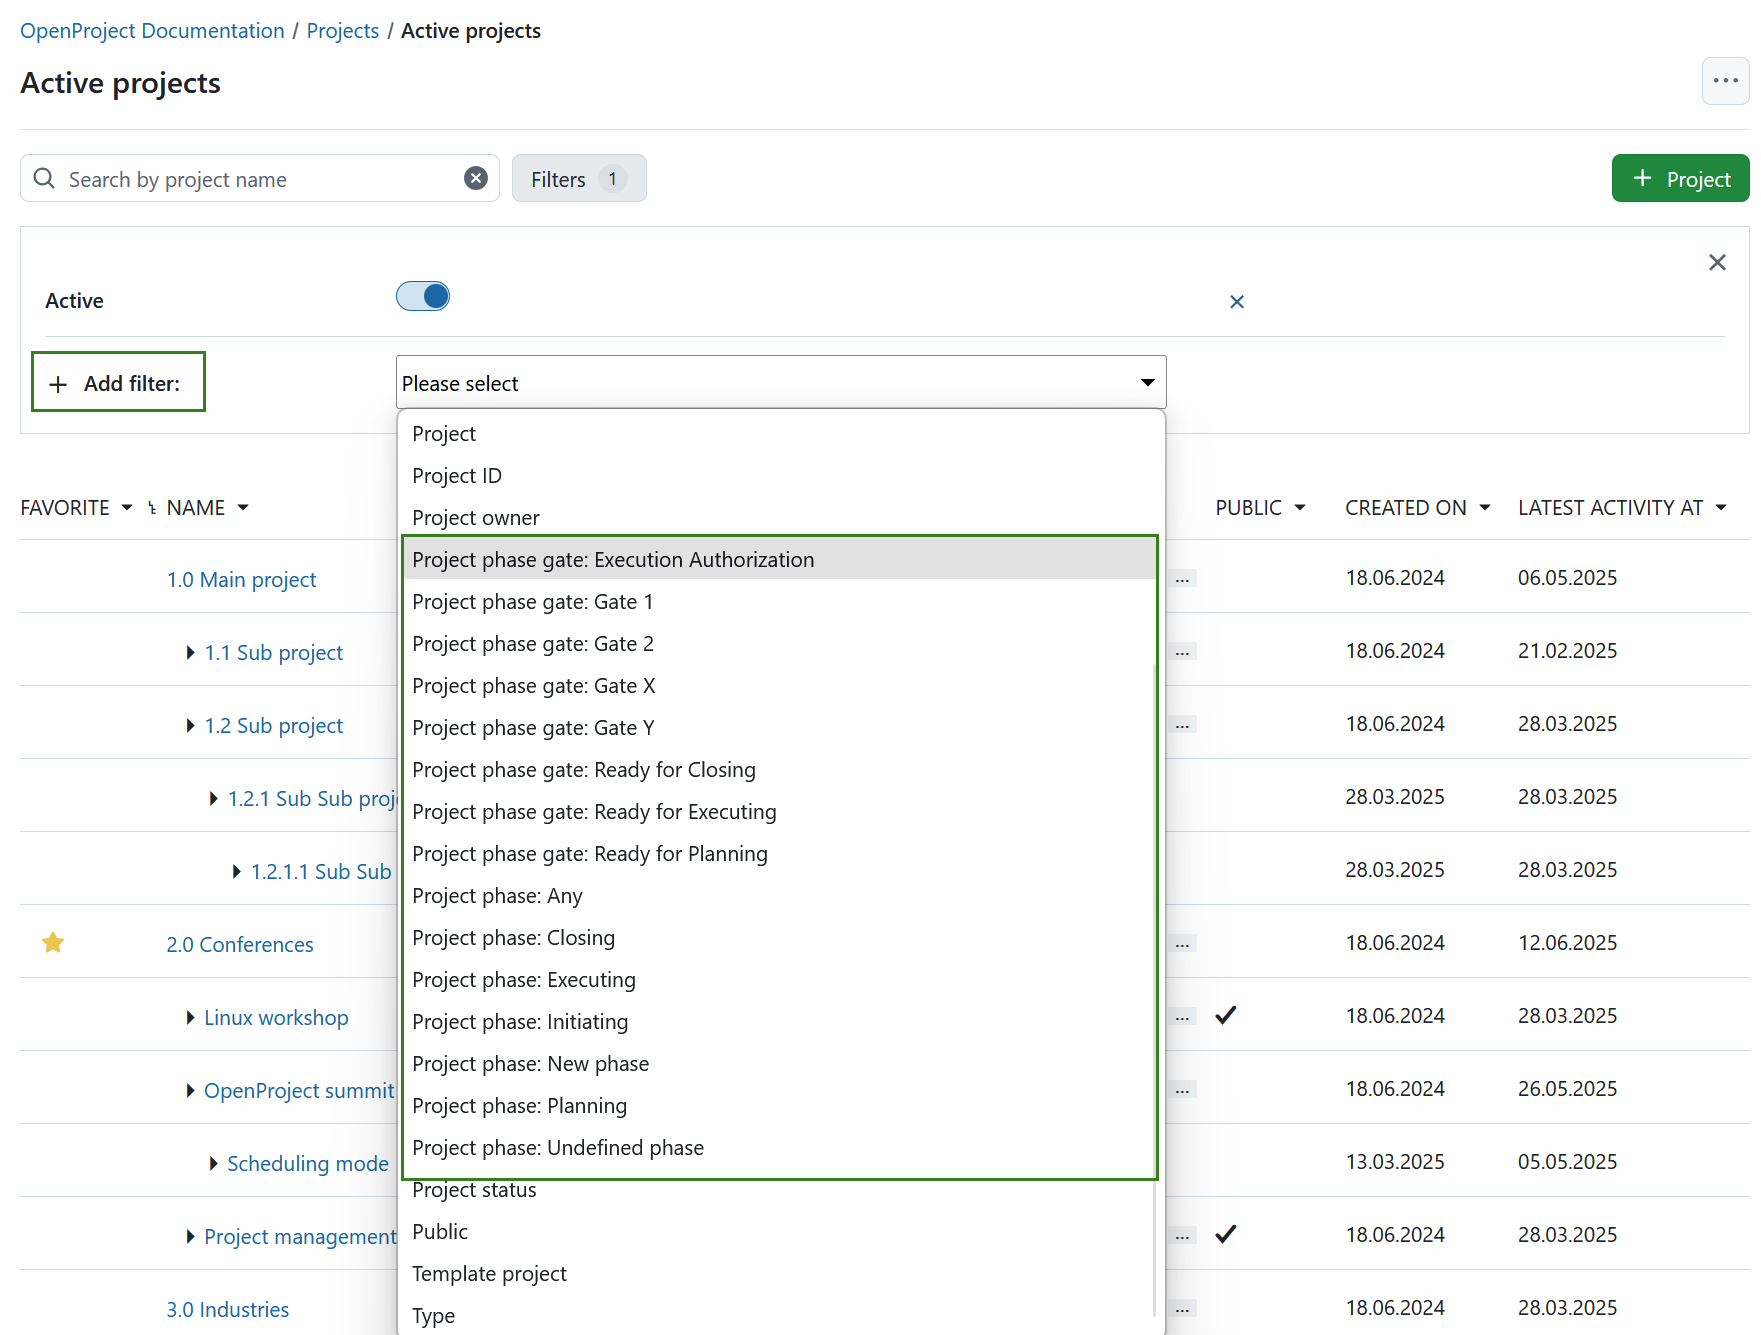 OpenProject Documentation / Projects / Active projects
Active projects
...
Search by project name
Filters 1
+ Project
Active
+ Add filter:
Please select
Project
Project ID
Project owner
Project phase gate: Execution Authorization
Project phase gate: Gate 1
Project phase gate: Gate 2
Project phase gate: Gate X
Project phase gate: Gate Y
Project phase gate: Ready for Closing
Project phase gate: Ready for Executing
Project phase gate: Ready for Planning
Project phase: Any
Project phase: Closing
Project phase: Executing
Project phase: Initiating
Project phase: New phase
Project phase: Planning
Project phase: Undefined phase
Project status
Public
Template project
Type
FAVORITE NAME PUBLIC CREATED ON LATEST ACTIVITY AT
1.0 Main project ... 18.06.2024 06.05.2025
1.1 Sub project ... 18.06.2024 21.02.2025
1.2 Sub project ... 18.06.2024 28.03.2025
1.2.1 Sub Sub proj 28.03.2025 28.03.2025
1.2.1.1 Sub Sub 28.03.2025 28.03.2025
2.0 Conferences ... 18.06.2024 12.06.2025
Linux workshop ... 18.06.2024 28.03.2025
OpenProject summit ... 18.06.2024 26.05.2025
Scheduling mode 13.03.2025 05.05.2025
Project management ... 18.06.2024 28.03.2025
3.0 Industries ... 18.06.2024 28.03.2025